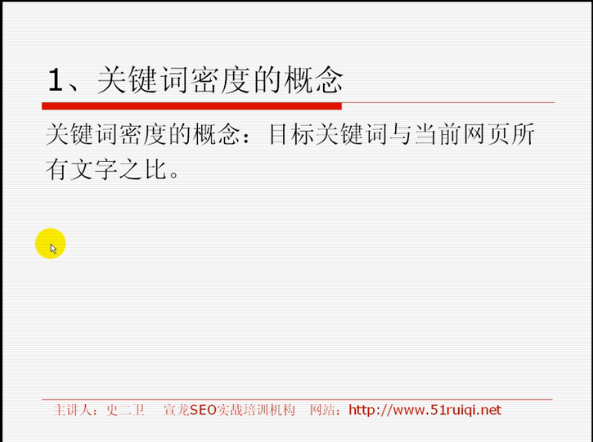 1、关键词密度的概念
关键词密度的概念：目标关键词与当前网页所
有文字之比。
主讲人：史二卫 宣龙SEO实战培训机构 网站：http://www.51ruiqi.net